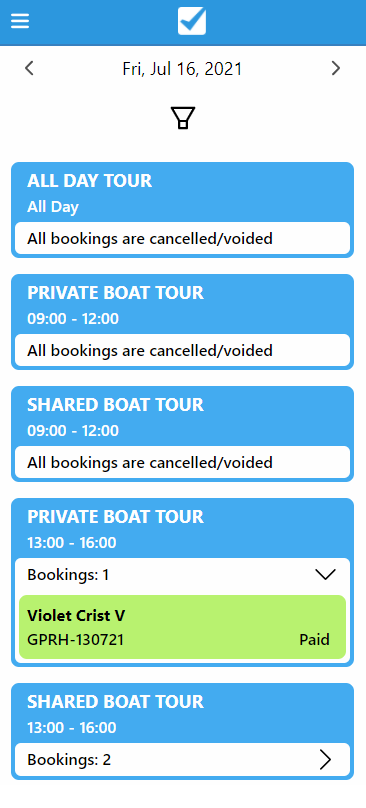 Fri, Jul 16, 2021
ALL DAY TOUR
All Day
All bookings are cancelled/voided
PRIVATE BOAT TOUR
09:00 - 12:00
All bookings are cancelled/voided
SHARED BOAT TOUR
09:00 - 12:00
All bookings are cancelled/voided
PRIVATE BOAT TOUR
13:00 - 16:00
Bookings: 1
Violet Crist V
GPRH-130721 Paid
SHARED BOAT TOUR
13:00 - 16:00
Bookings: 2